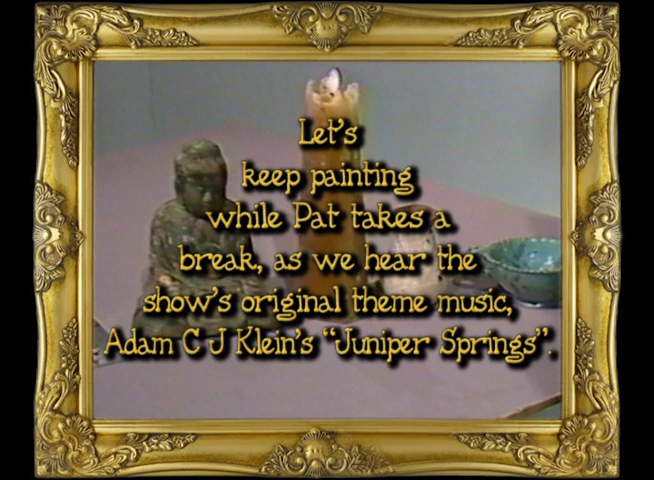 Let's
keep painting
while Pat takes a
break, as we hear the
show's original theme music,
Adam C J Klein's "Juniper Springs".